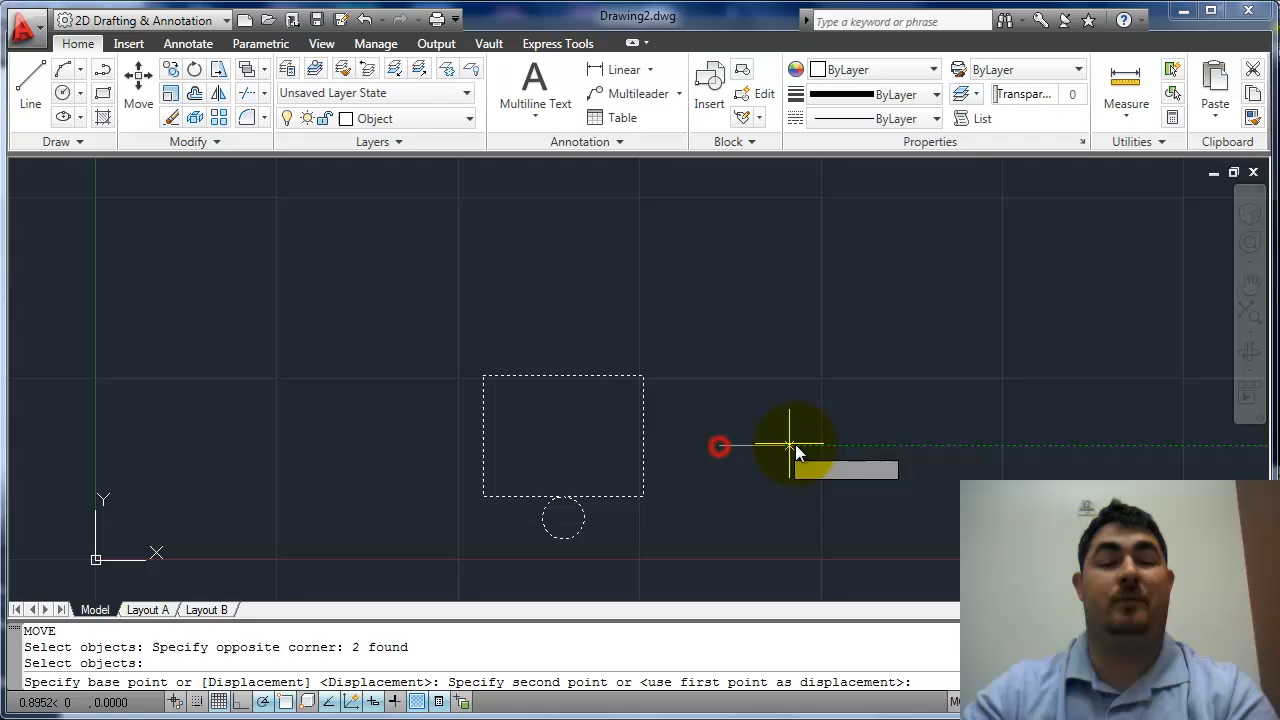 2D Drafting & Annotation
Drawing2.dwg
Type a keyword or phrase
Home Insert Annotate Parametric View Manage Output Vault Express Tools
Line
Move
Unsaved Layer State
Object
A
Multiline Text
Linear
Multileader
Table
Insert
Edit
ByLayer
ByLayer
ByLayer
ByLayer
Transpar... 0
List
Measure
Paste
Draw Modify Layers Annotation Block Properties Utilities Clipboard
Y
X
Model Layout A Layout B
MOVE
Select objects: Specify opposite corner: 2 found
Select objects:
Specify base point or [Displacement] <Displacement>: Specify second point or <use first point as displacement>:
0.8952< 0 , 0.0000